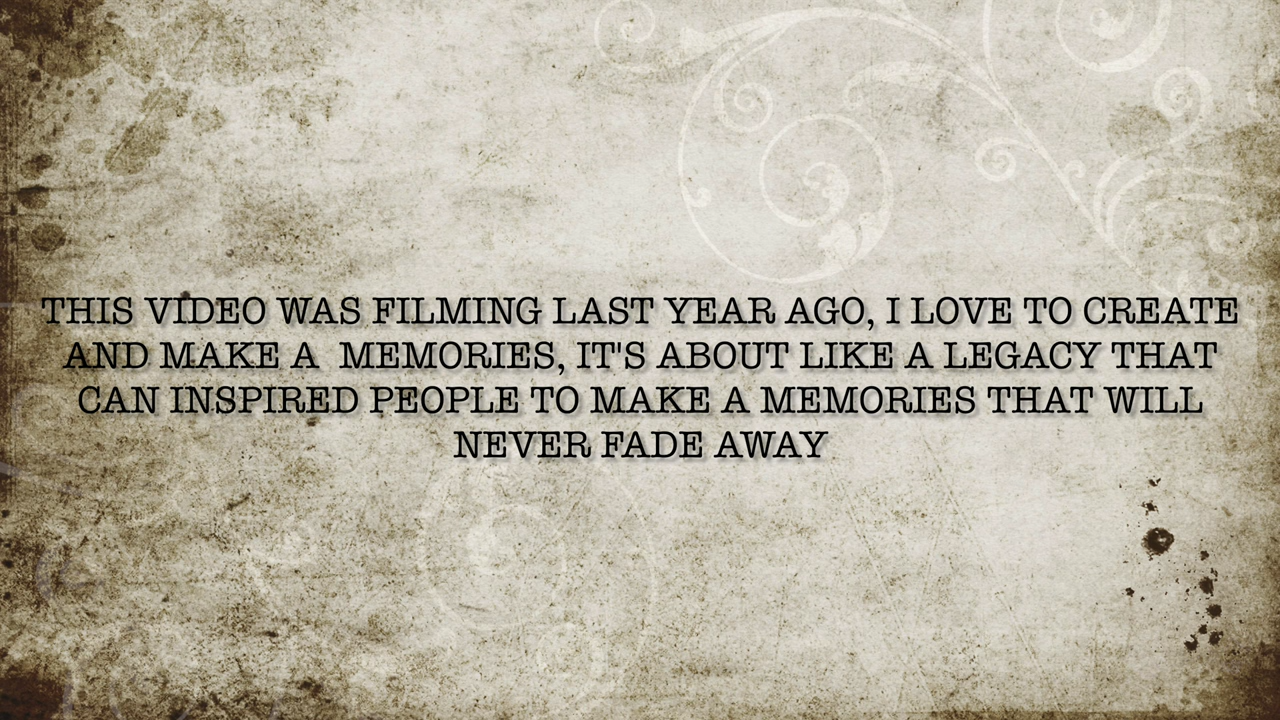 THIS VIDEO WAS FILMING LAST YEAR AGO, I LOVE TO CREATE
AND MAKE A  MEMORIES, IT'S ABOUT LIKE A LEGACY THAT
CAN INSPIRED PEOPLE TO MAKE A MEMORIES THAT WILL
NEVER FADE AWAY